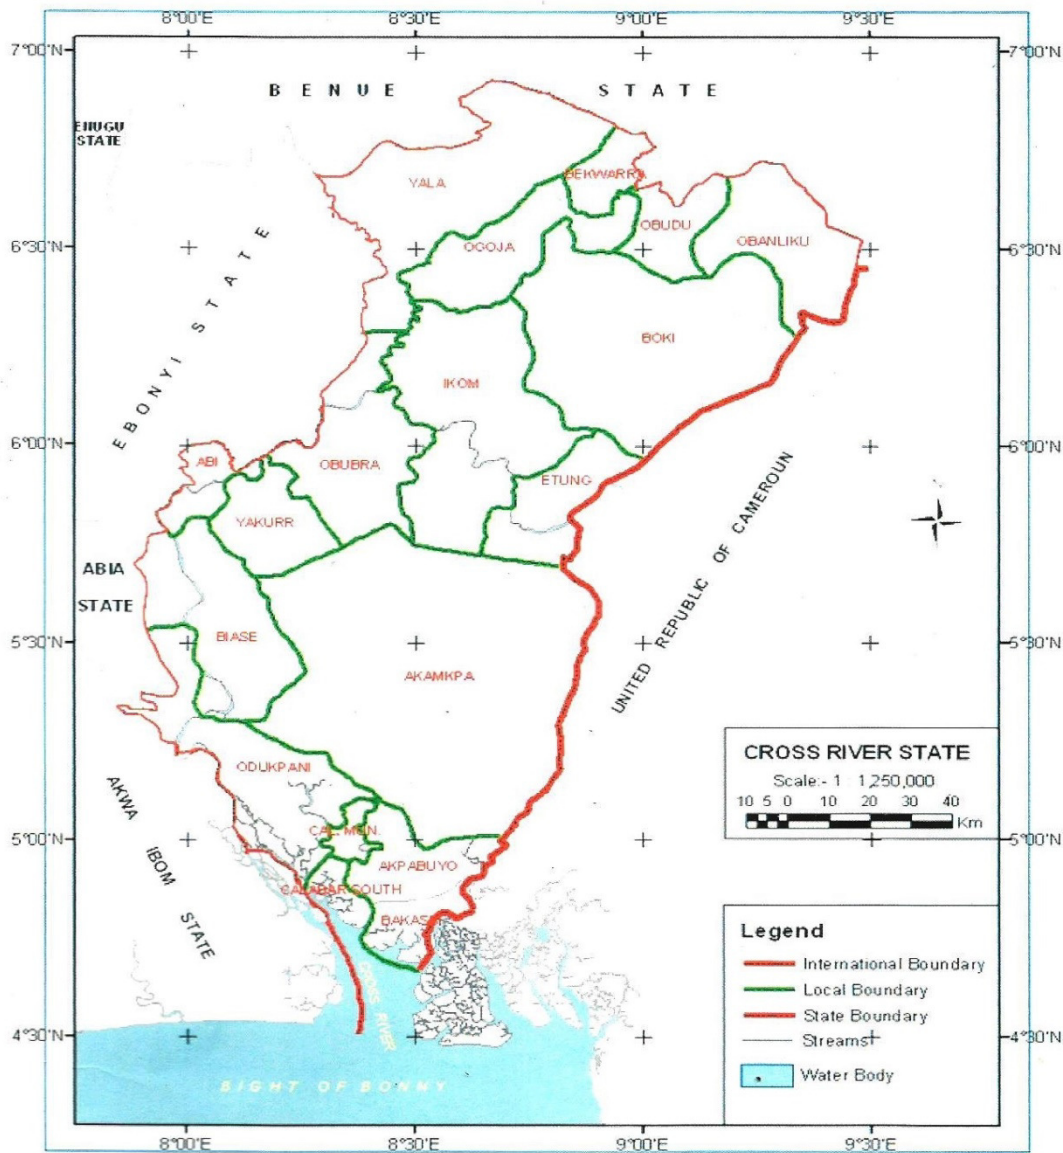 8°00'E 8°30'E 9°00'E 9°30'E
7°00'N 7°00'N
BENUE STATE
ENUGU
STATE
YALA
BEKWARRA
OBUDU
OGOJA
OBANLIKU
6°30'N 6°30'N
EBONYI STATE
BOKI
IKOM
6°00'N 6°00'N
ABI
OBUBRA
ETUNG
YAKURR
UNITED REPUBLIC OF CAMEROUN
ABIA
STATE
BIASE
5°30'N 5°30'N
AKAMKPA
ODUKPANI
AKWA IBOM STATE
CAL. MUN.
5°00'N 5°00'N
AKPABUYO
CALABAR SOUTH
BAKASI
CROSS RIVER
4°30'N 4°30'N
BIGHT OF BONNY
CROSS RIVER STATE
Scale:- 1 : 1,250,000
10 5 0 10 20 30 40
Km
Legend
International Boundary
Local Boundary
State Boundary
Streams
Water Body
8°00'E 8°30'E 9°00'E 9°30'E